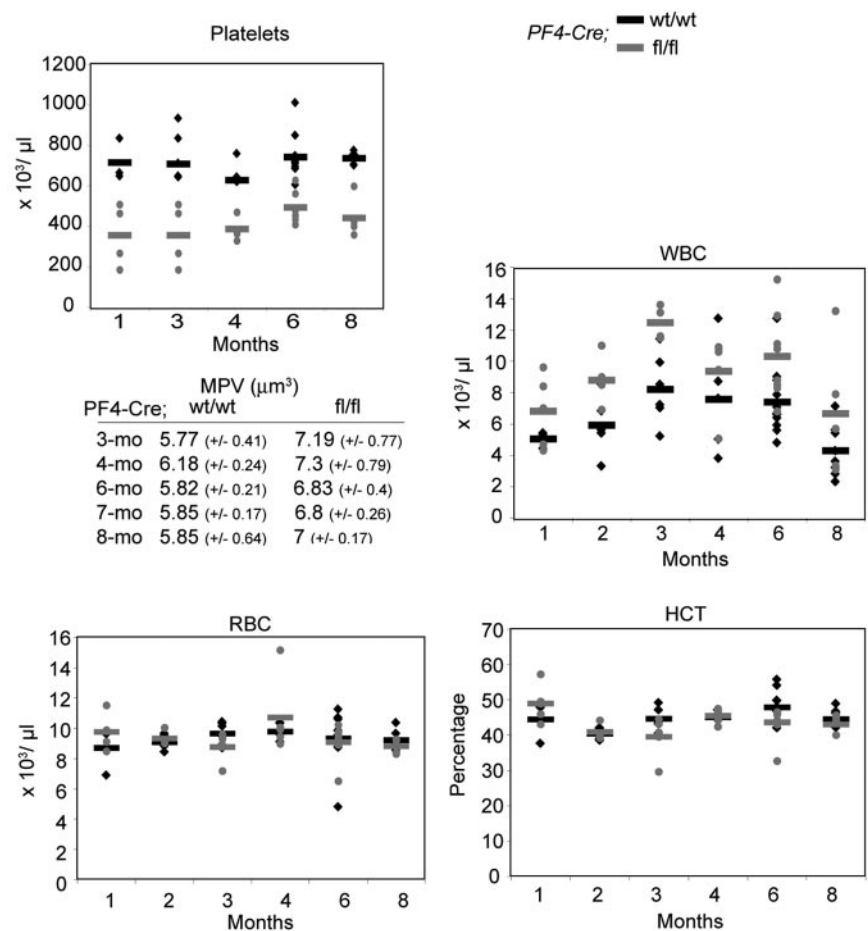 Platelets
PF4-Cre;
wt/wt
fl/fl
1200
1000
800
600
400
200
0
x 10³/ μl
1 3 4 6 8
Months
MPV (μm³)
PF4-Cre; wt/wt fl/fl
3-mo 5.77 (+/- 0.41) 7.19 (+/- 0.77)
4-mo 6.18 (+/- 0.24) 7.3 (+/- 0.79)
6-mo 5.82 (+/- 0.21) 6.83 (+/- 0.4)
7-mo 5.85 (+/- 0.17) 6.8 (+/- 0.26)
8-mo 5.85 (+/- 0.64) 7 (+/- 0.17)
WBC
16
14
12
10
8
6
4
2
0
x 10³/ μl
1 2 3 4 6 8
Months
RBC
16
14
12
10
8
6
4
2
0
x 10³/ μl
1 2 3 4 6 8
Months
HCT
70
60
50
40
30
20
10
0
Percentage
1 2 3 4 6 8
Months